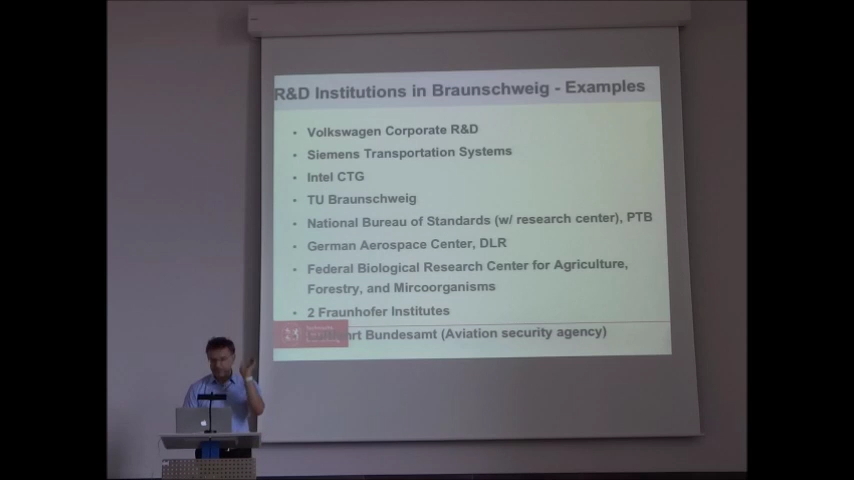 R&D Institutions in Braunschweig - Examples
• Volkswagen Corporate R&D
• Siemens Transportation Systems
• Intel CTG
• TU Braunschweig
• National Bureau of Standards (w/ research center), PTB
• German Aerospace Center, DLR
• Federal Biological Research Center for Agriculture,
Forestry, and Mircoorganisms
• 2 Fraunhofer Institutes
Bundesamt (Aviation security agency)